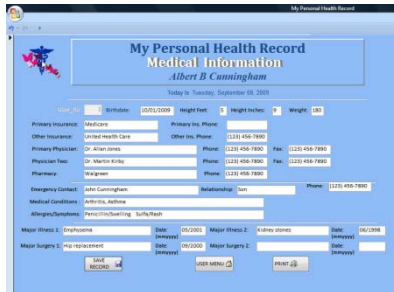 My Personal Health Record
My Personal Health Record
Medical Information
Albert B Cunningham
Today is Tuesday, September 08, 2009
Birthdate: 10/01/2009 Height Feet: 5 Height Inches: 9 Weight: 180
Primary Insurance: Medicare Primary Ins. Phone:
Other Insurance: United Health Care Other Ins. Phone: (123) 456-7890
Primary Physician: Dr. Allan Jones Phone: (123) 456-7890 Fax: (123) 456-7890
Physician Two: Dr. Martin Kirby Phone: (123) 456-7890 Fax: (123) 456-7890
Pharmacy: Walgreen Phone: (123) 456-7890
Emergency Contact: John Cunningham Relationship: Son Phone: (123) 456-7890
Medical Conditions: Arthritis, Asthma
Allergies/Symptoms: Penicillin/Swelling Sulfa/Rash
Major Illness 1: Emphysema Date: (mmyyyy) 05/2001 Major Illness 2: Kidney stones Date: (mmyyyy) 06/1998
Major Surgery 1: Hip replacement Date: (mmyyyy) 09/2000 Major Surgery 2: Date: (mmyyyy)
SAVE RECORD USER MENU PRINT